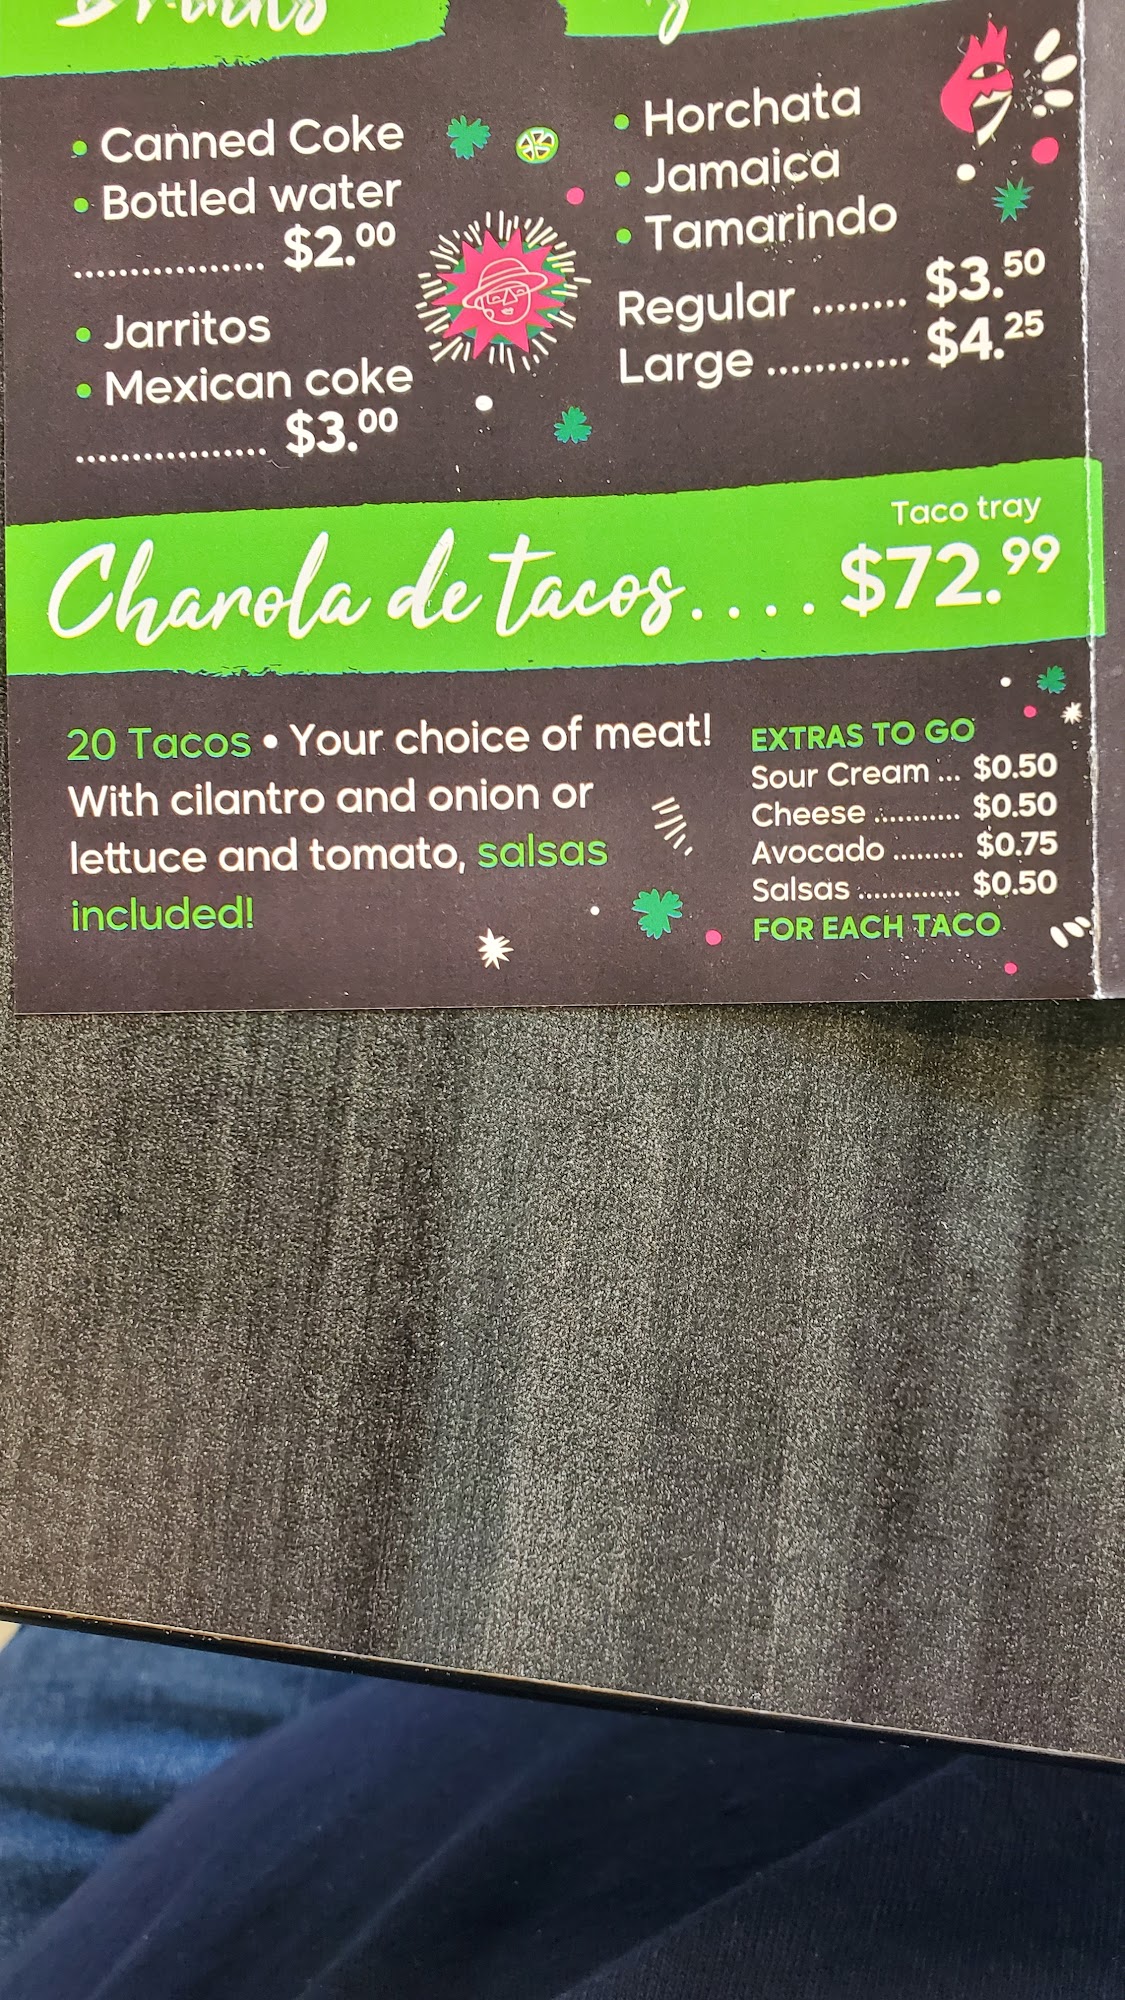 • Canned Coke
• Bottled water
.................. $2.00
• Jarritos
• Mexican coke
.................. $3.00
• Horchata
• Jamaica
• Tamarindo
Regular ........ $3.50
Large ............ $4.25
Taco tray
Charola de tacos.... $72.99
20 Tacos • Your choice of meat!
With cilantro and onion or
lettuce and tomato, salsas
included!
EXTRAS TO GO
Sour Cream ... $0.50
Cheese ........... $0.50
Avocado ......... $0.75
Salsas ............. $0.50
FOR EACH TACO